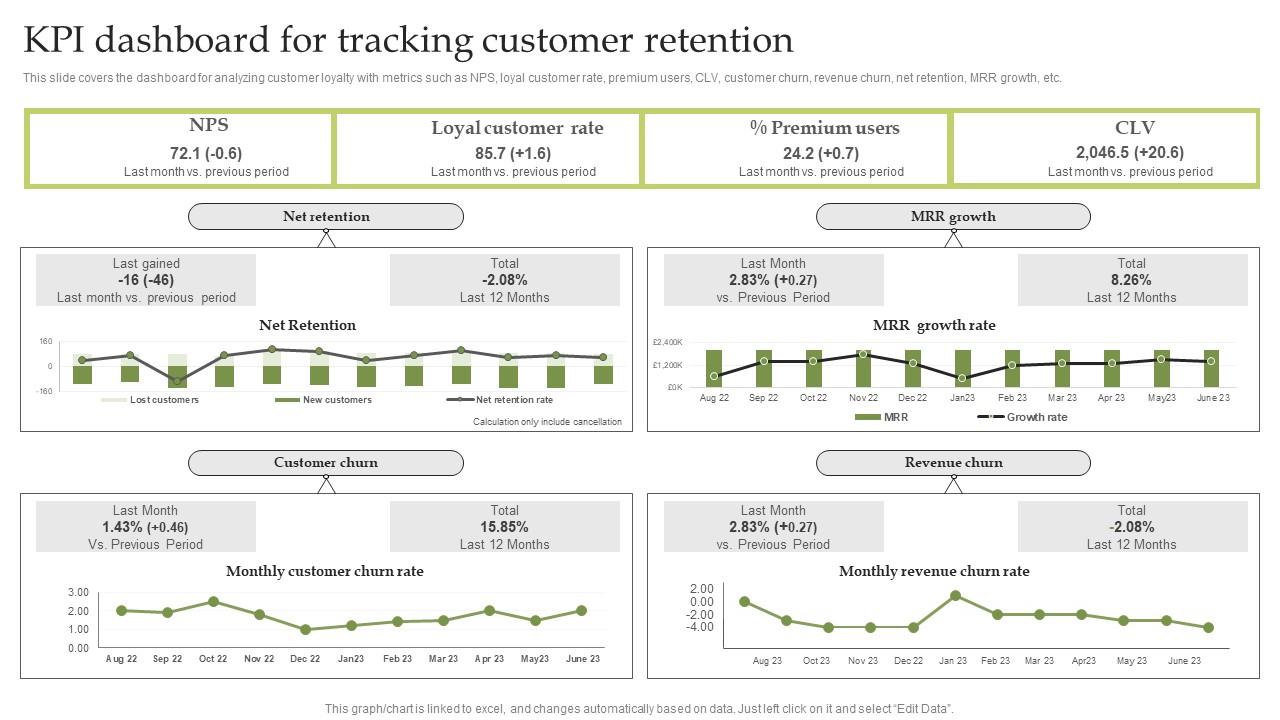 KPI dashboard for tracking customer retention
This slide covers the dashboard for analyzing customer loyalty with metrics such as NPS, loyal customer rate, premium users, CLV, customer churn, revenue churn, net retention, MRR growth, etc.
NPS
72.1 (-0.6)
Last month vs. previous period
Loyal customer rate
85.7 (+1.6)
Last month vs. previous period
% Premium users
24.2 (+0.7)
Last month vs. previous period
CLV
2,046.5 (+20.6)
Last month vs. previous period
Net retention
Last gained
-16 (-46)
Last month vs. previous period
Total
-2.08%
Last 12 Months
Net Retention
160
0
-160
Lost customers New customers Net retention rate
Calculation only include cancellation
MRR growth
Last Month
2.83% (+0.27)
vs. Previous Period
Total
8.26%
Last 12 Months
MRR growth rate
£2,400K
£1,200K
£0K
Aug 22 Sep 22 Oct 22 Nov 22 Dec 22 Jan23 Feb 23 Mar 23 Apr 23 May23 June 23
MRR Growth rate
Customer churn
Last Month
1.43% (+0.46)
Vs. Previous Period
Total
15.85%
Last 12 Months
Monthly customer churn rate
3.00
2.00
1.00
0.00
Aug 22 Sep 22 Oct 22 Nov 22 Dec 22 Jan23 Feb 23 Mar 23 Apr 23 May23 June 23
Revenue churn
Last Month
2.83% (+0.27)
vs. Previous Period
Total
-2.08%
Last 12 Months
Monthly revenue churn rate
2.00
0.00
-2.00
-4.00
Aug 23 Oct 23 Nov 23 Dec 22 Jan 23 Feb 23 Mar 23 Apr23 May 23 June 23
This graph/chart is linked to excel, and changes automatically based on data. Just left click on it and select “Edit Data”.